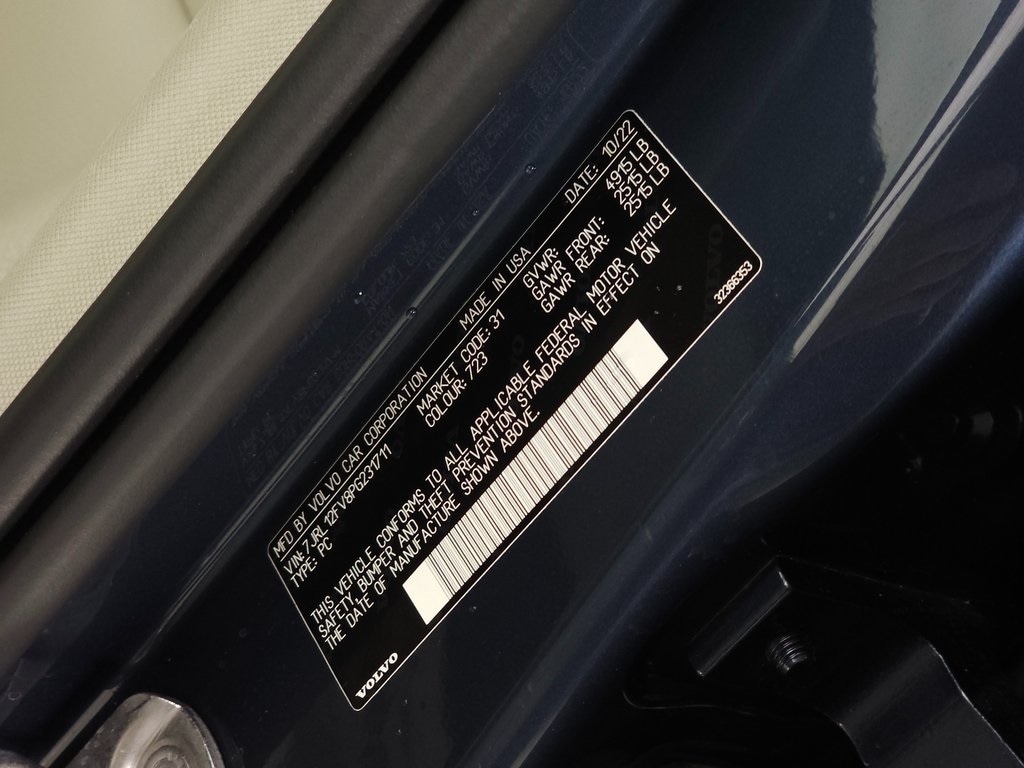 MFD BY VOLVO CAR CORPORATION MADE IN USA DATE: 10/22
VIN: 7JRL12FV8PG231711 MARKET CODE: 31 GVWR: 4915 LB
TYPE: PC COLOUR: 723 GAWR FRONT: 2515 LB
GAWR REAR: 2515 LB
THIS VEHICLE CONFORMS TO ALL APPLICABLE FEDERAL MOTOR VEHICLE
SAFETY, BUMPER AND THEFT PREVENTION STANDARDS IN EFFECT ON
THE DATE OF MANUFACTURE SHOWN ABOVE.
VOLVO 32366353